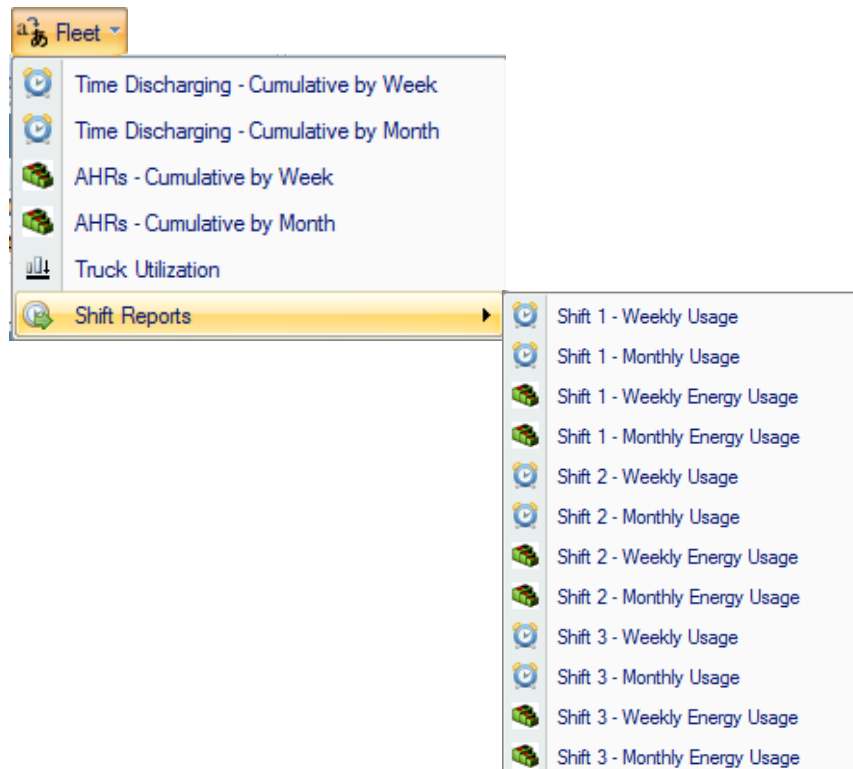 aあ Fleet
Time Discharging - Cumulative by Week
Time Discharging - Cumulative by Month
AHRs - Cumulative by Week
AHRs - Cumulative by Month
Truck Utilization
Shift Reports
Shift 1 - Weekly Usage
Shift 1 - Monthly Usage
Shift 1 - Weekly Energy Usage
Shift 1 - Monthly Energy Usage
Shift 2 - Weekly Usage
Shift 2 - Monthly Usage
Shift 2 - Weekly Energy Usage
Shift 2 - Monthly Energy Usage
Shift 3 - Weekly Usage
Shift 3 - Monthly Usage
Shift 3 - Weekly Energy Usage
Shift 3 - Monthly Energy Usage